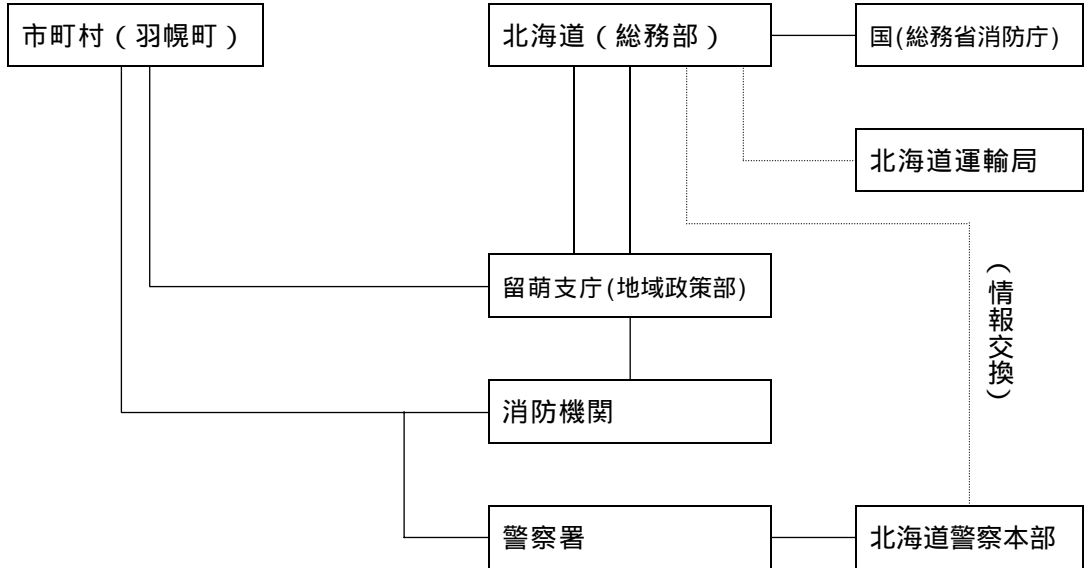 市町村（羽幌町）
北海道（総務部）
国(総務省消防庁)
北海道運輸局
留萌支庁(地域政策部)
（情報交換）
消防機関
警察署
北海道警察本部